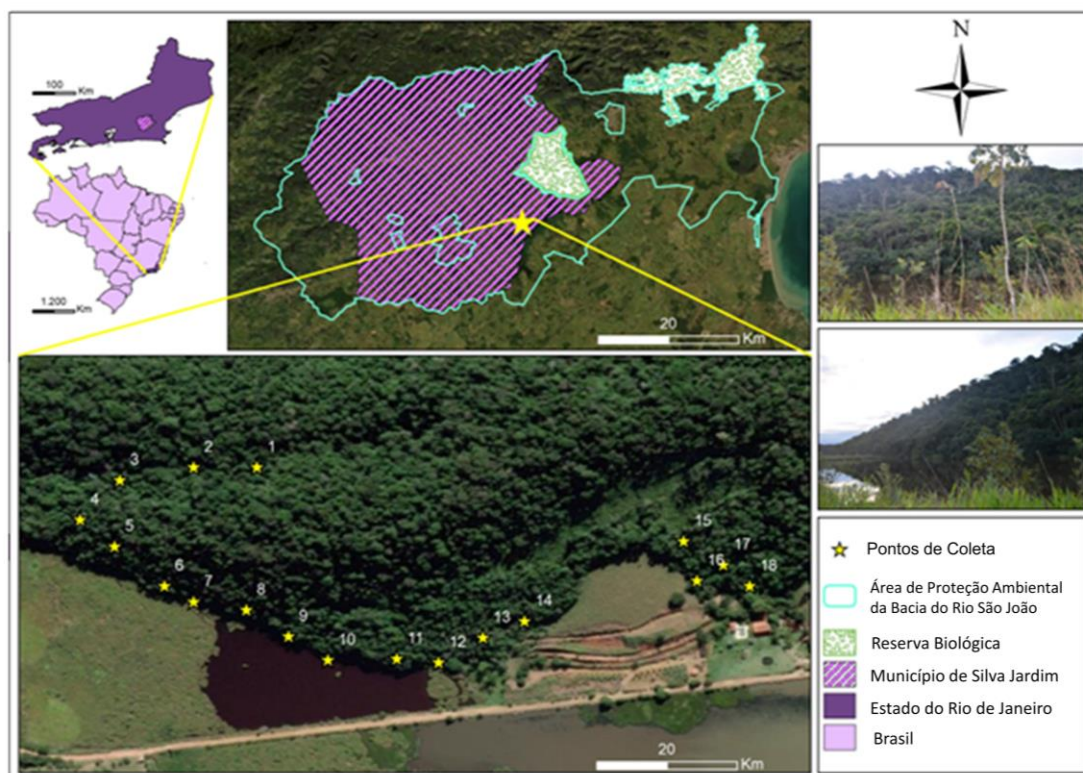 100
Km
1.200
Km
20
Km
N
1
2
3
4
5
6
7
8
9
10
11
12
13
14
15
16
17
18
20
Km
Pontos de Coleta
Área de Proteção Ambiental
da Bacia do Rio São João
Reserva Biológica
Município de Silva Jardim
Estado do Rio de Janeiro
Brasil